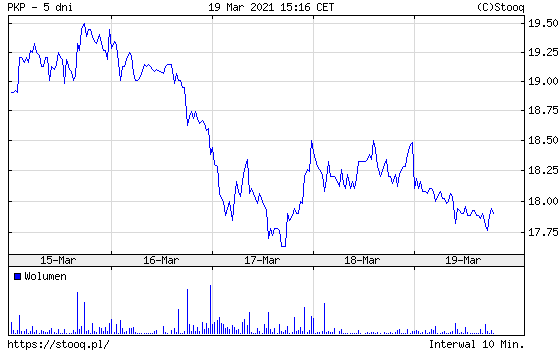 PKP - 5 dni 19 Mar 2021 15:16 CET (C)Stooq
19.50
19.25
19.00
18.75
18.50
18.25
18.00
17.75
15-Mar 16-Mar 17-Mar 18-Mar 19-Mar
Wolumen
https://stooq.pl/ Interwal 10 Min.